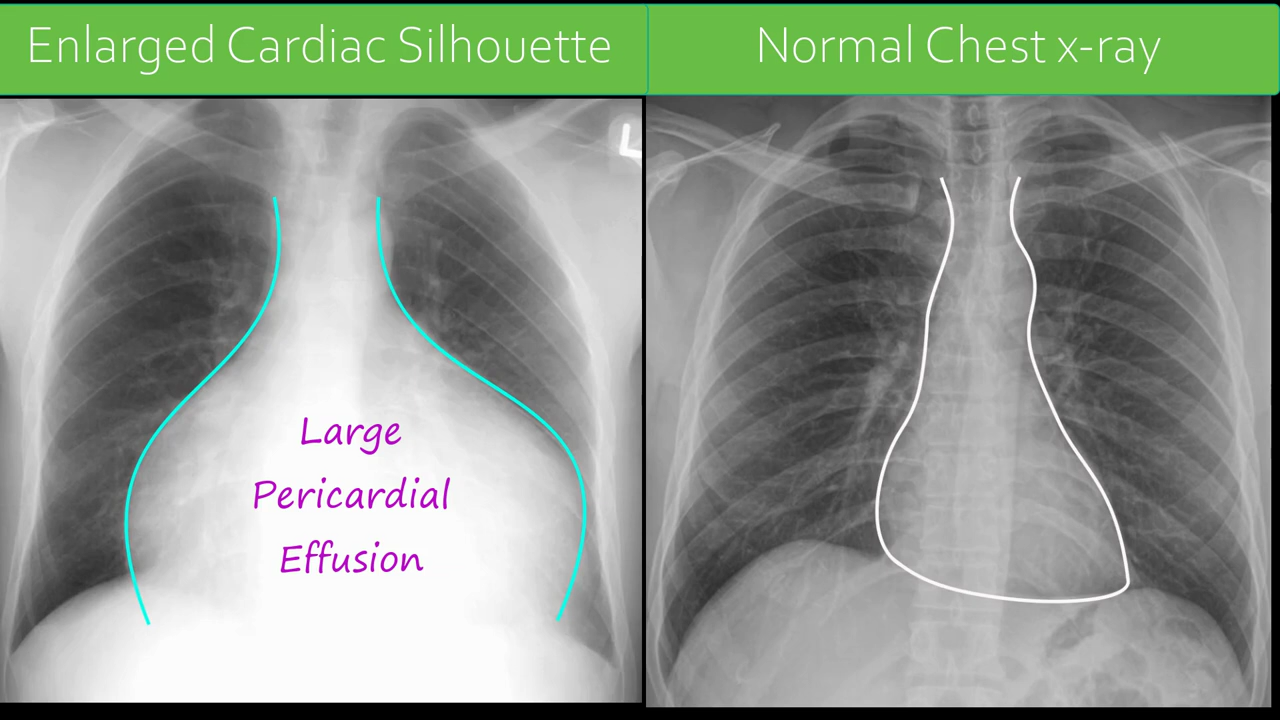 Enlarged Cardiac Silhouette
Normal Chest x-ray
L
Large
Pericardial
Effusion